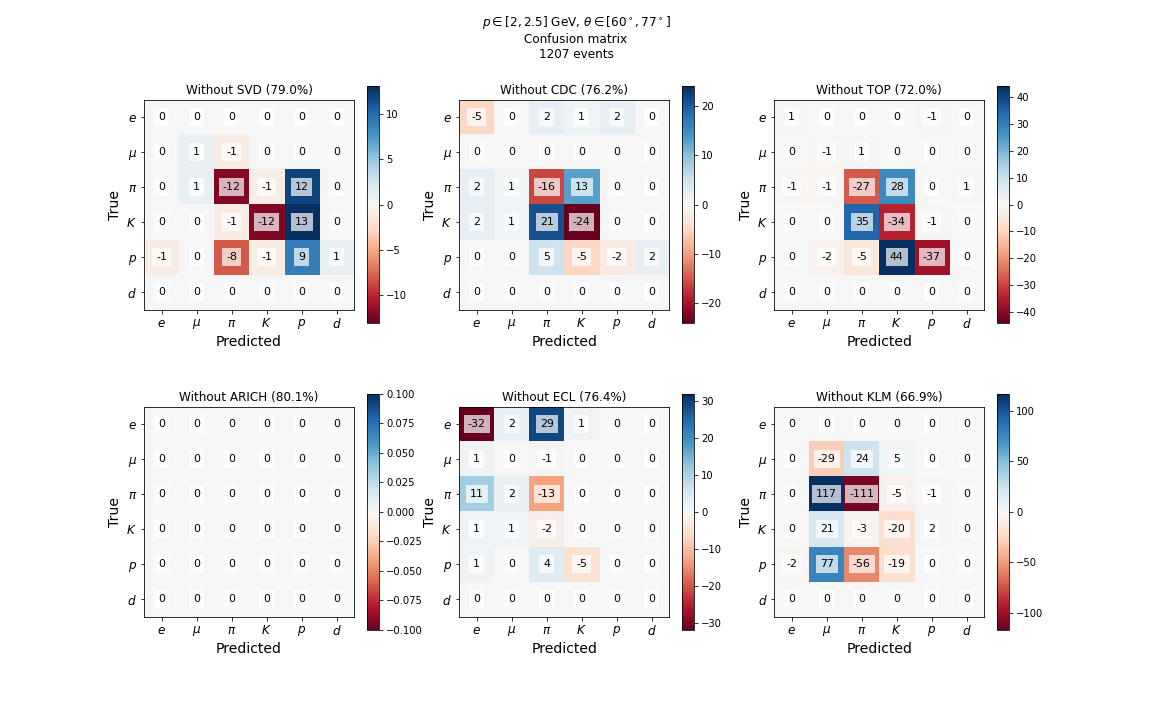 p ∈ [2, 2.5] GeV, θ ∈ [60°, 77°]
Confusion matrix
1207 events
Without SVD (79.0%)
True
e 0 0 0 0 0 0
μ 0 1 -1 0 0 0
π 0 1 -12 -1 12 0
K 0 0 -1 -12 13 0
p -1 0 -8 -1 9 1
d 0 0 0 0 0 0
e μ π K p d
Predicted
10
5
0
−5
−10
Without CDC (76.2%)
True
e -5 0 2 1 2 0
μ 0 0 0 0 0 0
π 2 1 -16 13 0 0
K 2 1 21 -24 0 0
p 0 0 5 -5 -2 2
d 0 0 0 0 0 0
e μ π K p d
Predicted
20
10
0
−10
−20
Without TOP (72.0%)
True
e 1 0 0 0 -1 0
μ 0 -1 1 0 0 0
π -1 -1 -27 28 0 1
K 0 0 35 -34 -1 0
p 0 -2 -5 44 -37 0
d 0 0 0 0 0 0
e μ π K p d
Predicted
40
30
20
10
0
−10
−20
−30
−40
Without ARICH (80.1%)
True
e 0 0 0 0 0 0
μ 0 0 0 0 0 0
π 0 0 0 0 0 0
K 0 0 0 0 0 0
p 0 0 0 0 0 0
d 0 0 0 0 0 0
e μ π K p d
Predicted
0.100
0.075
0.050
0.025
0.000
−0.025
−0.050
−0.075
−0.100
Without ECL (76.4%)
True
e -32 2 29 1 0 0
μ 1 0 -1 0 0 0
π 11 2 -13 0 0 0
K 1 1 -2 0 0 0
p 1 0 4 -5 0 0
d 0 0 0 0 0 0
e μ π K p d
Predicted
30
20
10
0
−10
−20
−30
Without KLM (66.9%)
True
e 0 0 0 0 0 0
μ 0 -29 24 5 0 0
π 0 117 -111 -5 -1 0
K 0 21 -3 -20 2 0
p -2 77 -56 -19 0 0
d 0 0 0 0 0 0
e μ π K p d
Predicted
100
50
0
−50
−100